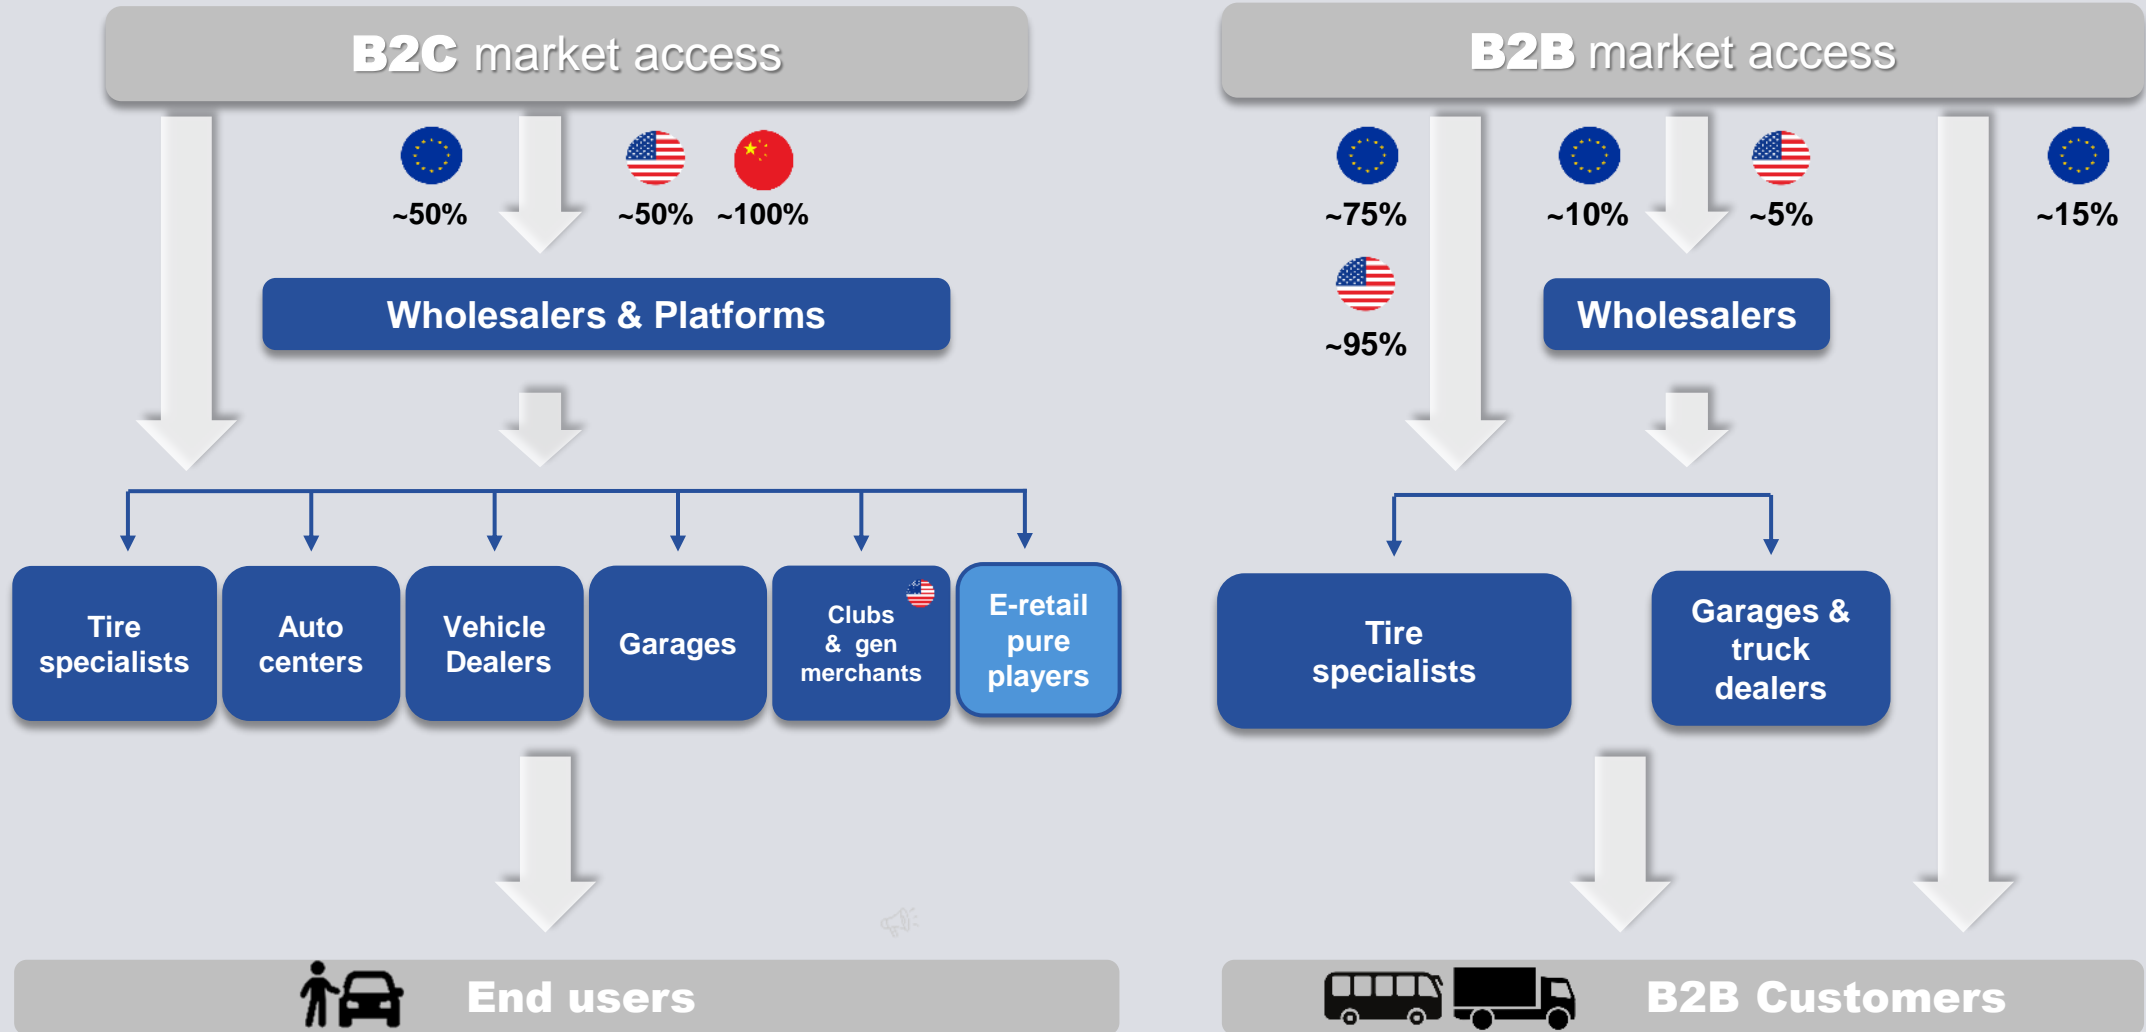 B2C market access
~50%
~50%
~100%
Wholesalers & Platforms
Tire
specialists
Auto
centers
Vehicle
Dealers
Garages
Clubs
& gen
merchants
E-retail
pure
players
End users
B2B market access
~75%
~10%
~5%
~15%
~95%
Wholesalers
Tire
specialists
Garages &
truck
dealers
B2B Customers